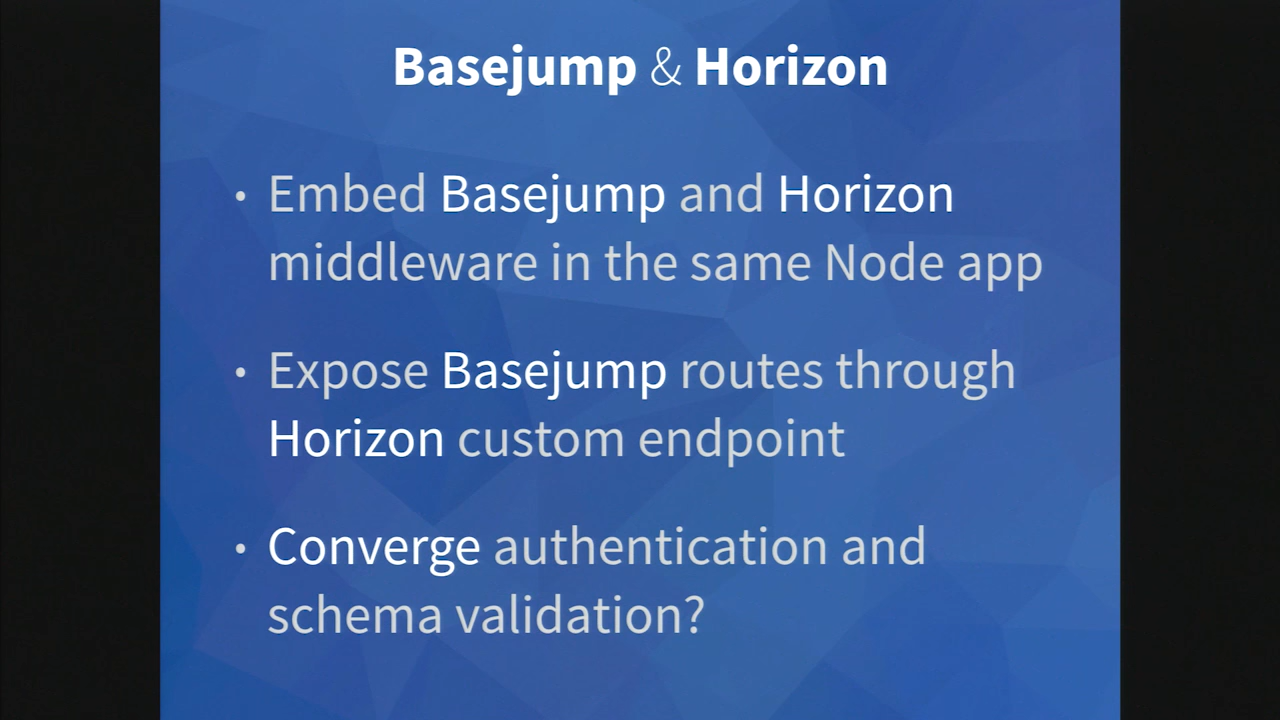 Basejump & Horizon
• Embed Basejump and Horizon
middleware in the same Node app
• Expose Basejump routes through
Horizon custom endpoint
• Converge authentication and
schema validation?